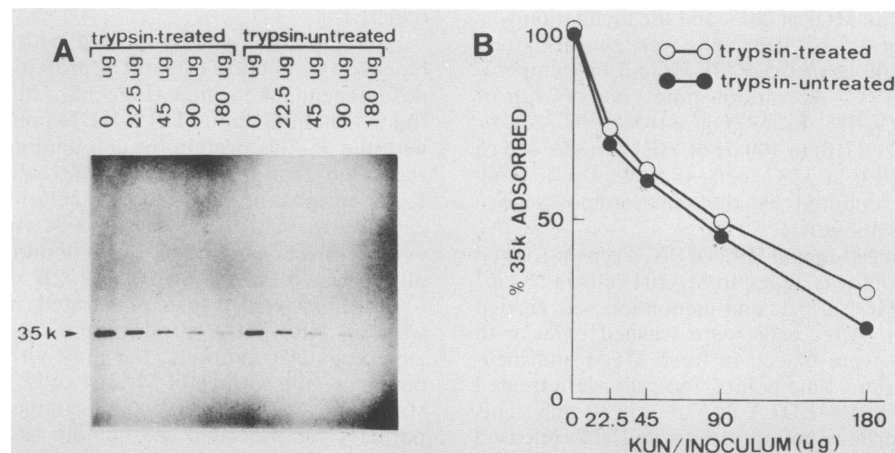 A
trypsin-treated trypsin-untreated
0 ug
22.5 ug
45 ug
90 ug
180 ug
0 ug
22.5 ug
45 ug
90 ug
180 ug
35k
B
100
50
0
% 35k ADSORBED
trypsin-treated
trypsin-untreated
0 22.5 45 90 180
KUN/INOCULUM(ug)